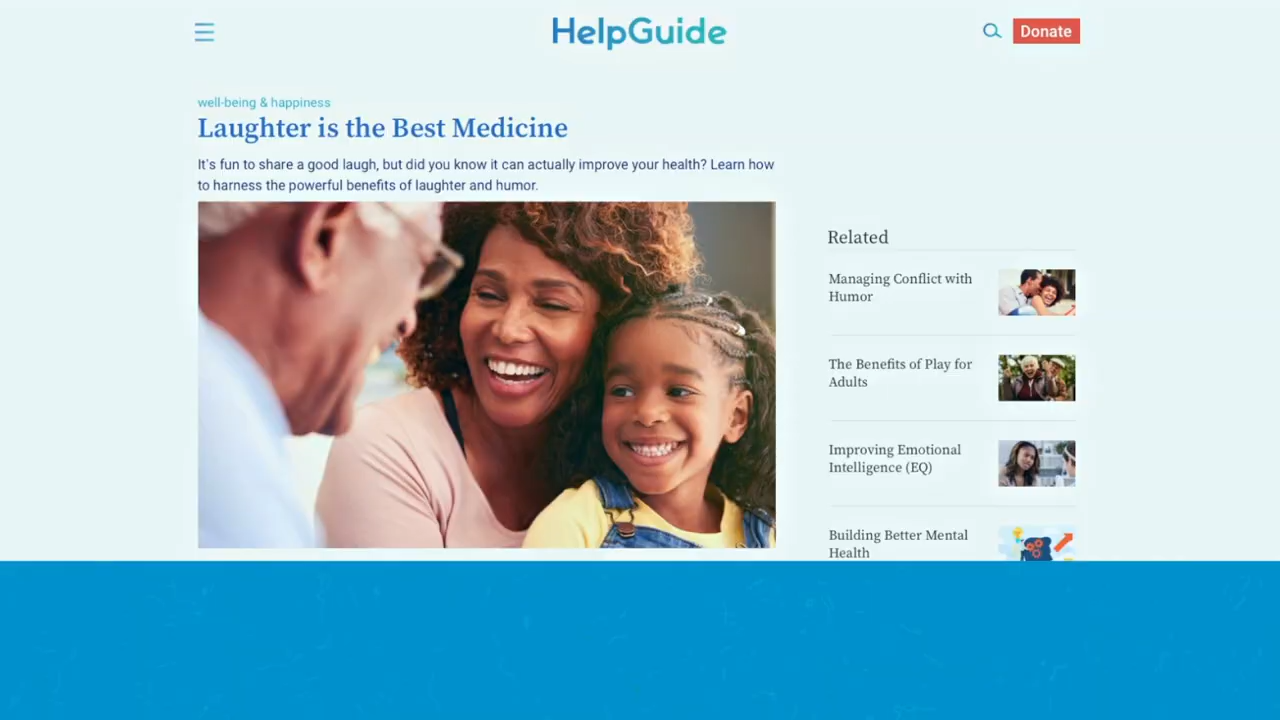 HelpGuide
Donate
well-being & happiness
Laughter is the Best Medicine
It's fun to share a good laugh, but did you know it can actually improve your health? Learn how
to harness the powerful benefits of laughter and humor.
Related
Managing Conflict with
Humor
The Benefits of Play for
Adults
Improving Emotional
Intelligence (EQ)
Building Better Mental
Health